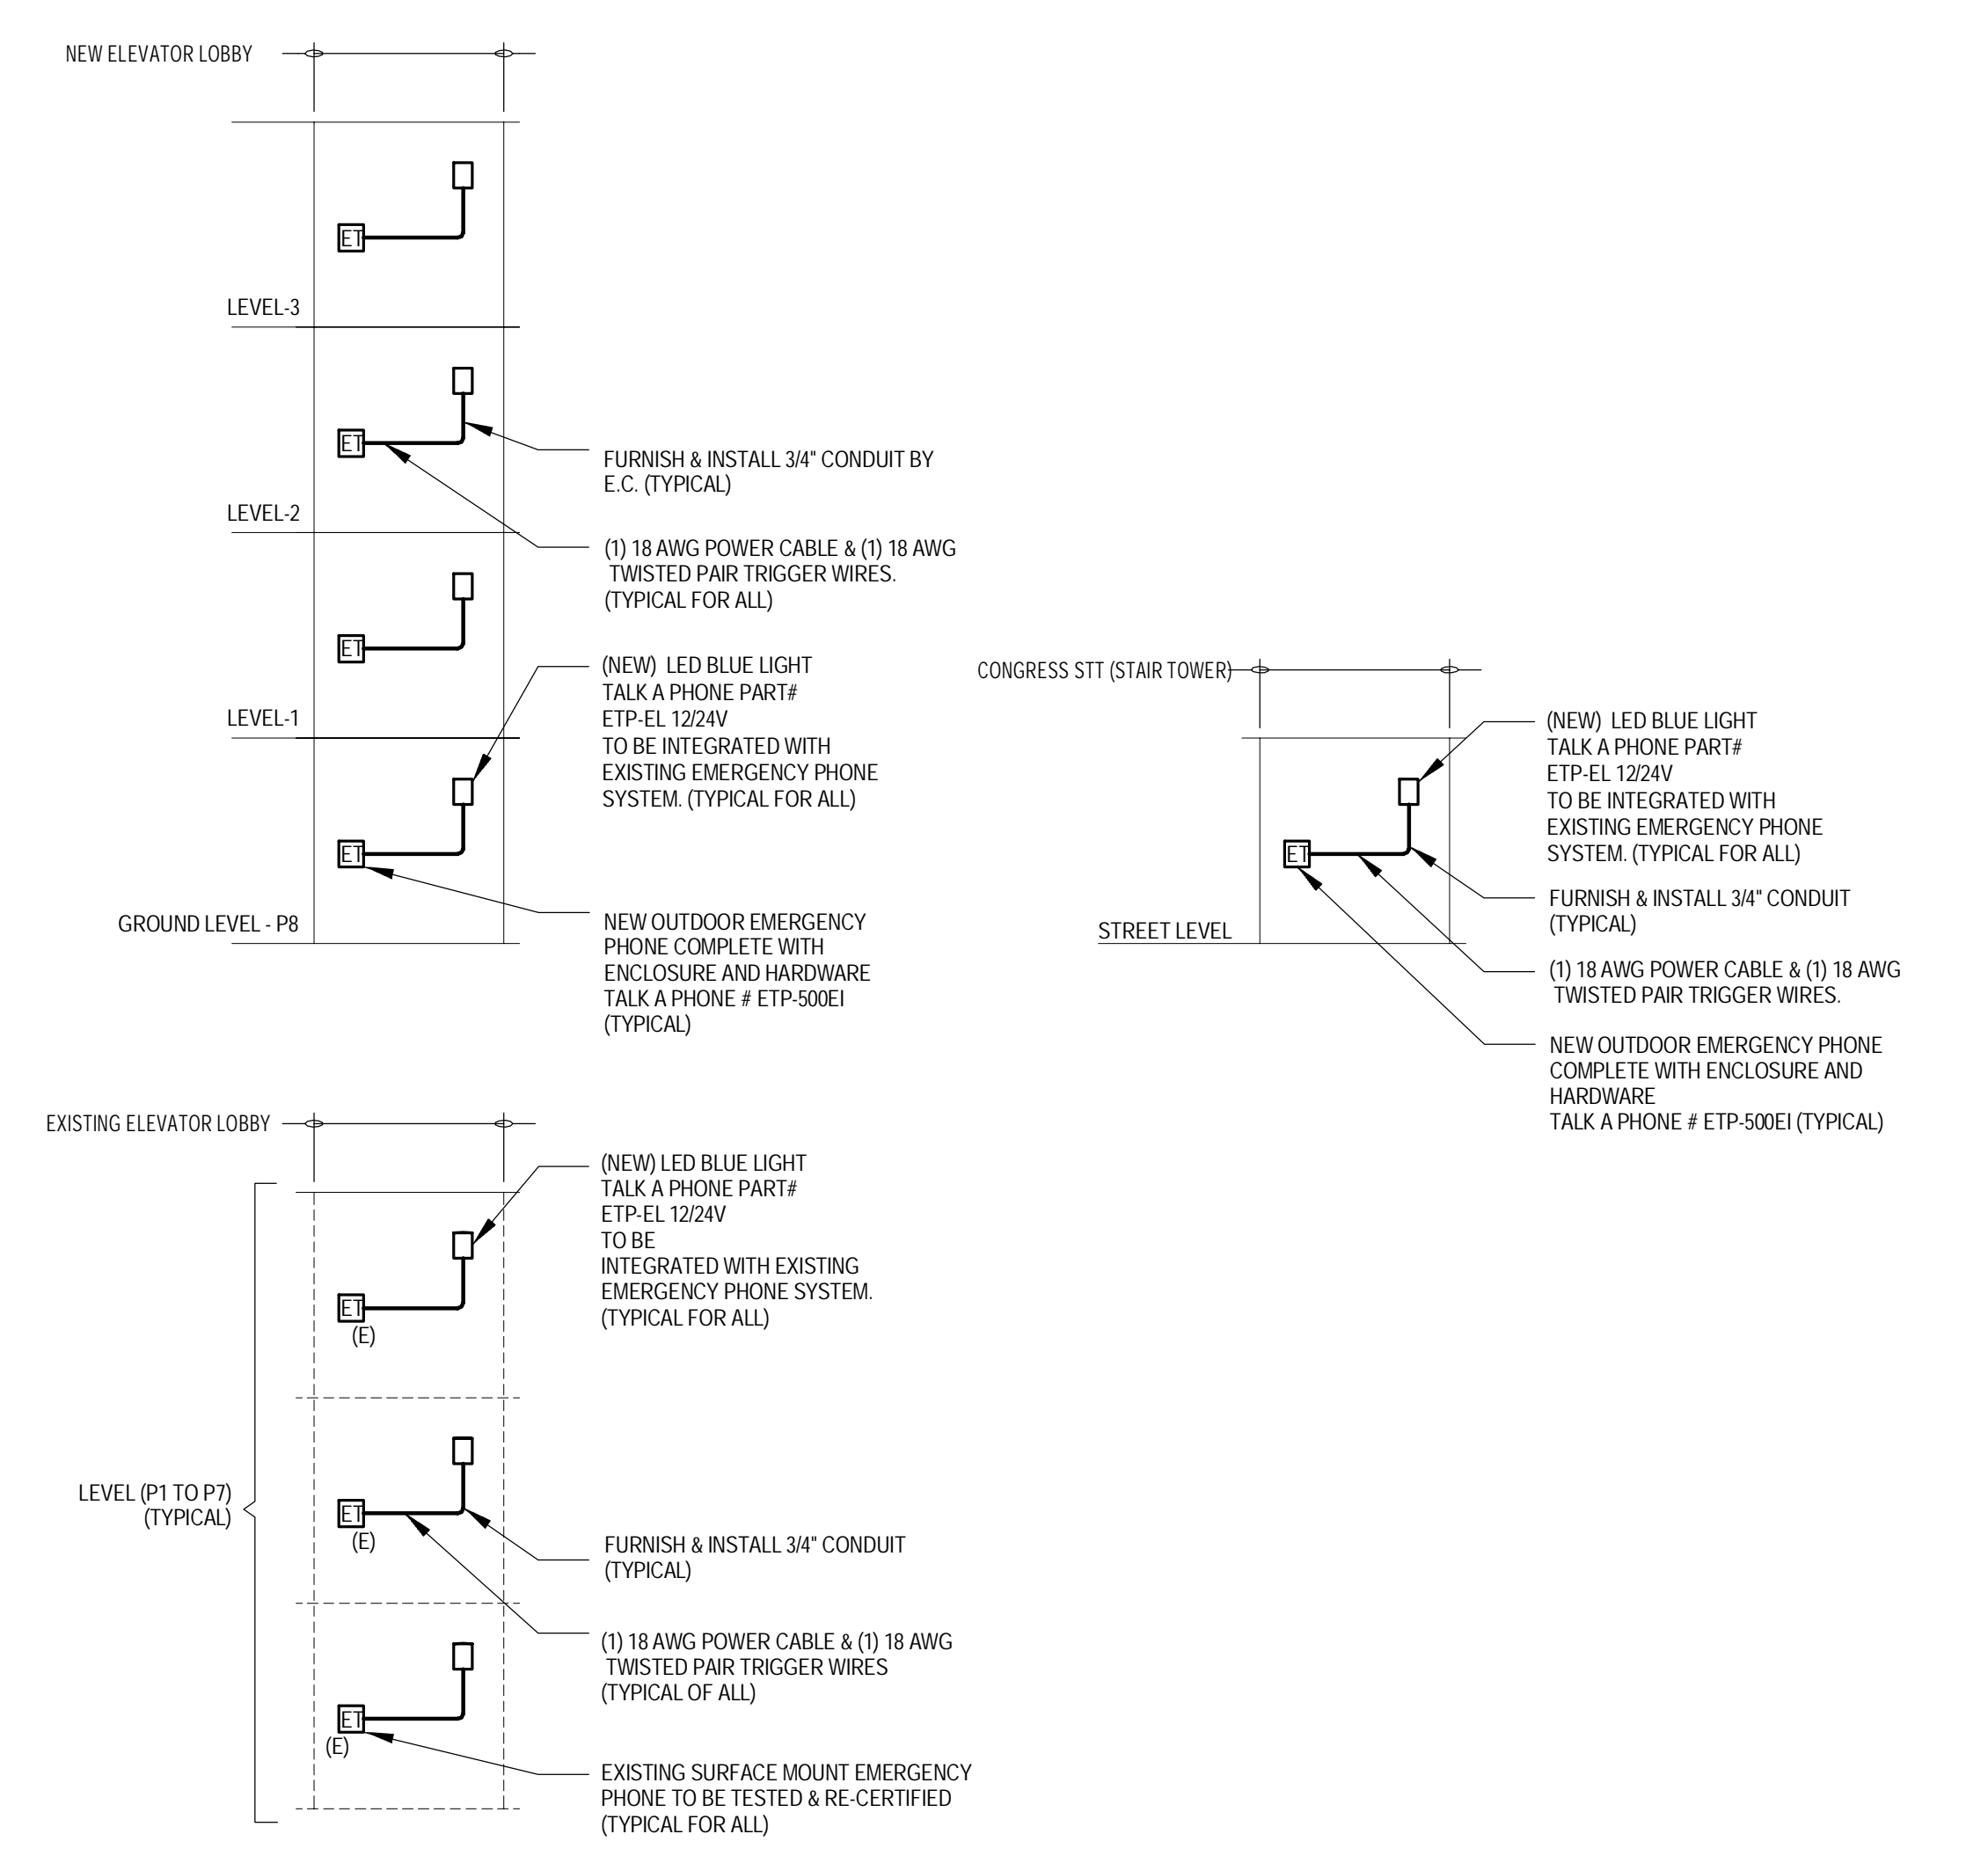 NEW ELEVATOR LOBBY
ET
LEVEL-3
ET
FURNISH & INSTALL 3/4" CONDUIT BY
E.C. (TYPICAL)
LEVEL-2
(1) 18 AWG POWER CABLE & (1) 18 AWG
TWISTED PAIR TRIGGER WIRES.
(TYPICAL FOR ALL)
ET
LEVEL-1
(NEW) LED BLUE LIGHT
TALK A PHONE PART#
ETP-EL 12/24V
TO BE INTEGRATED WITH
EXISTING EMERGENCY PHONE
SYSTEM. (TYPICAL FOR ALL)
ET
GROUND LEVEL - P8
NEW OUTDOOR EMERGENCY
PHONE COMPLETE WITH
ENCLOSURE AND HARDWARE
TALK A PHONE # ETP-500EI
(TYPICAL)
CONGRESS STT (STAIR TOWER)
(NEW) LED BLUE LIGHT
TALK A PHONE PART#
ETP-EL 12/24V
TO BE INTEGRATED WITH
EXISTING EMERGENCY PHONE
SYSTEM. (TYPICAL FOR ALL)
ET
FURNISH & INSTALL 3/4" CONDUIT
(TYPICAL)
STREET LEVEL
(1) 18 AWG POWER CABLE & (1) 18 AWG
TWISTED PAIR TRIGGER WIRES.
NEW OUTDOOR EMERGENCY PHONE
COMPLETE WITH ENCLOSURE AND
HARDWARE
TALK A PHONE # ETP-500EI (TYPICAL)
EXISTING ELEVATOR LOBBY
(NEW) LED BLUE LIGHT
TALK A PHONE PART#
ETP-EL 12/24V
TO BE
INTEGRATED WITH EXISTING
EMERGENCY PHONE SYSTEM.
(TYPICAL FOR ALL)
ET
(E)
LEVEL (P1 TO P7)
(TYPICAL)
ET
(E)
FURNISH & INSTALL 3/4" CONDUIT
(TYPICAL)
(1) 18 AWG POWER CABLE & (1) 18 AWG
TWISTED PAIR TRIGGER WIRES
(TYPICAL OF ALL)
ET
(E)
EXISTING SURFACE MOUNT EMERGENCY
PHONE TO BE TESTED & RE-CERTIFIED
(TYPICAL FOR ALL)